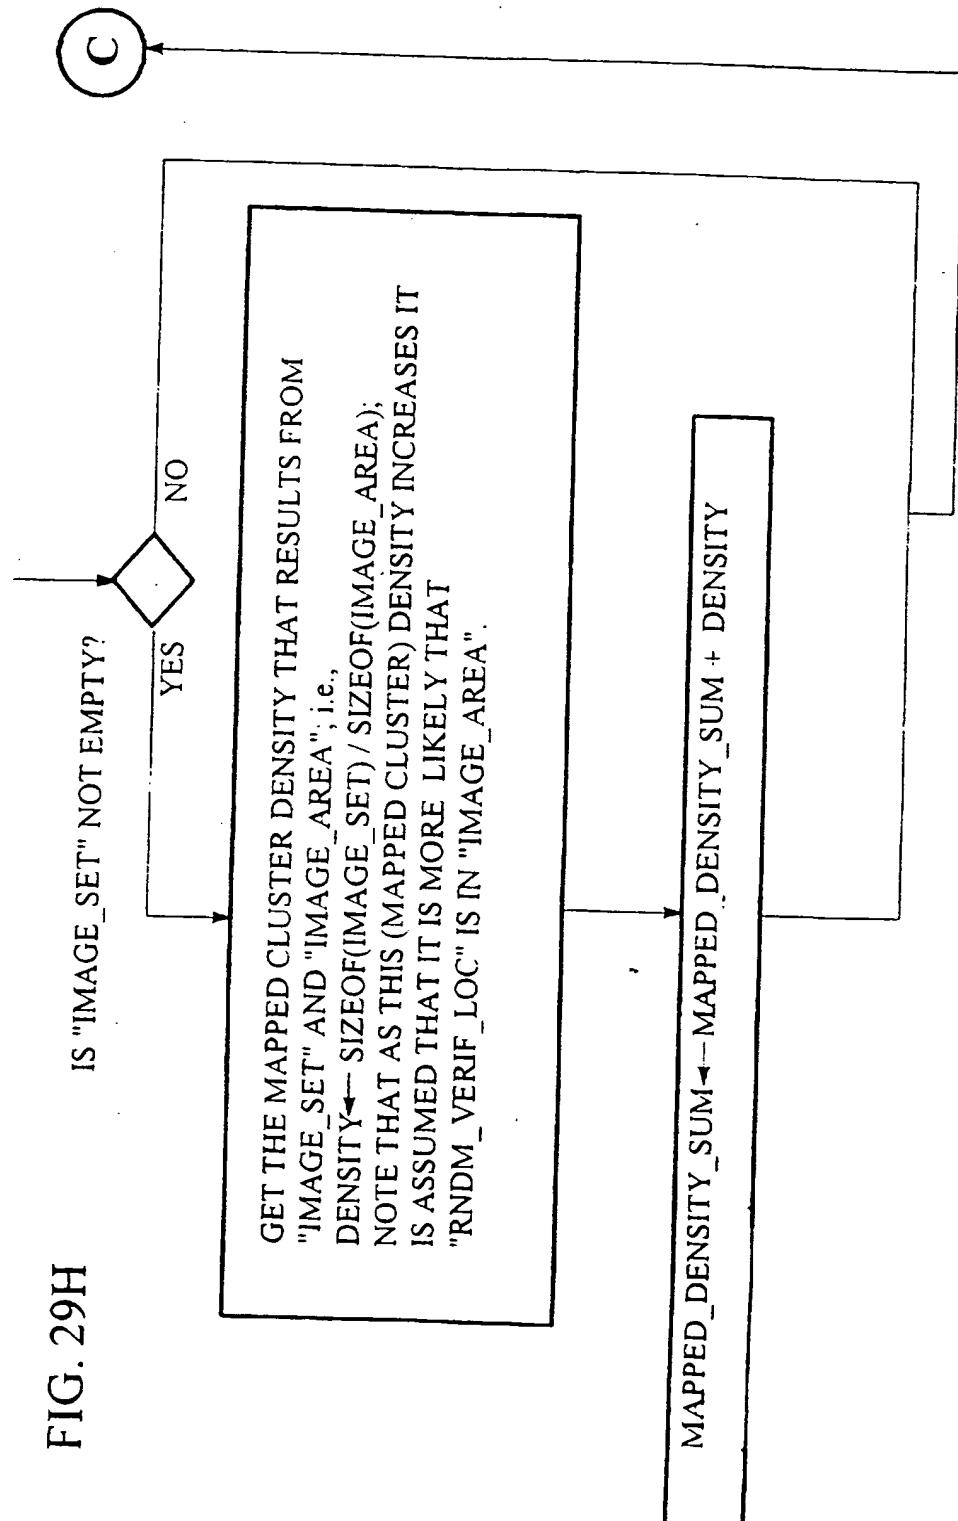 FIG. 29H
C
IS "IMAGE_SET" NOT EMPTY?
YES
NO
GET THE MAPPED CLUSTER DENSITY THAT RESULTS FROM
"IMAGE_SET" AND "IMAGE_AREA"; i.e.,
DENSITY← SIZEOF(IMAGE_SET) / SIZEOF(IMAGE_AREA);
NOTE THAT AS THIS (MAPPED CLUSTER) DENSITY INCREASES IT
IS ASSUMED THAT IT IS MORE LIKELY THAT
"RNDM_VERIF_LOC" IS IN "IMAGE_AREA".
MAPPED_DENSITY_SUM←MAPPED_DENSITY_SUM + DENSITY